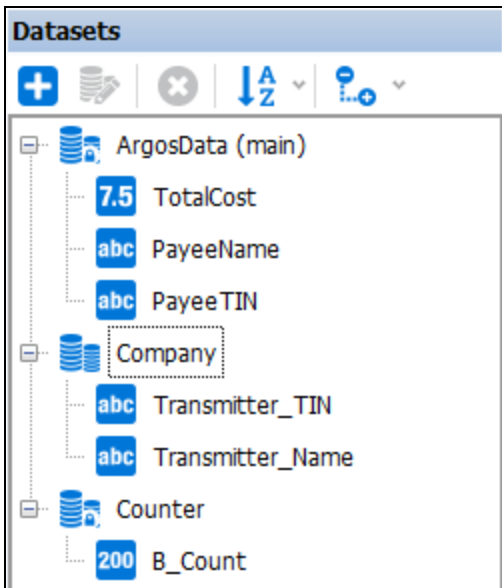 Datasets
A
Z
ArgosData (main)
7.5 TotalCost
abc PayeeName
abc PayeeTIN
Company
abc Transmitter_TIN
abc Transmitter_Name
Counter
200 B_Count